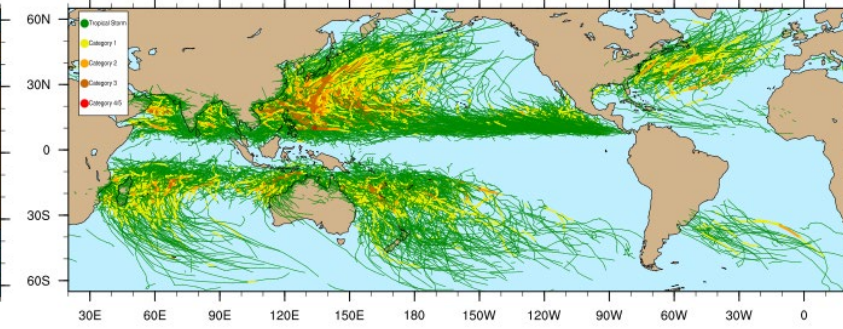 60N
Tropical Storm
Category 1
Category 2
Category 3
Category 4/5
30N
0
30S
60S
30E 60E 90E 120E 150E 180 150W 120W 90W 60W 30W 0